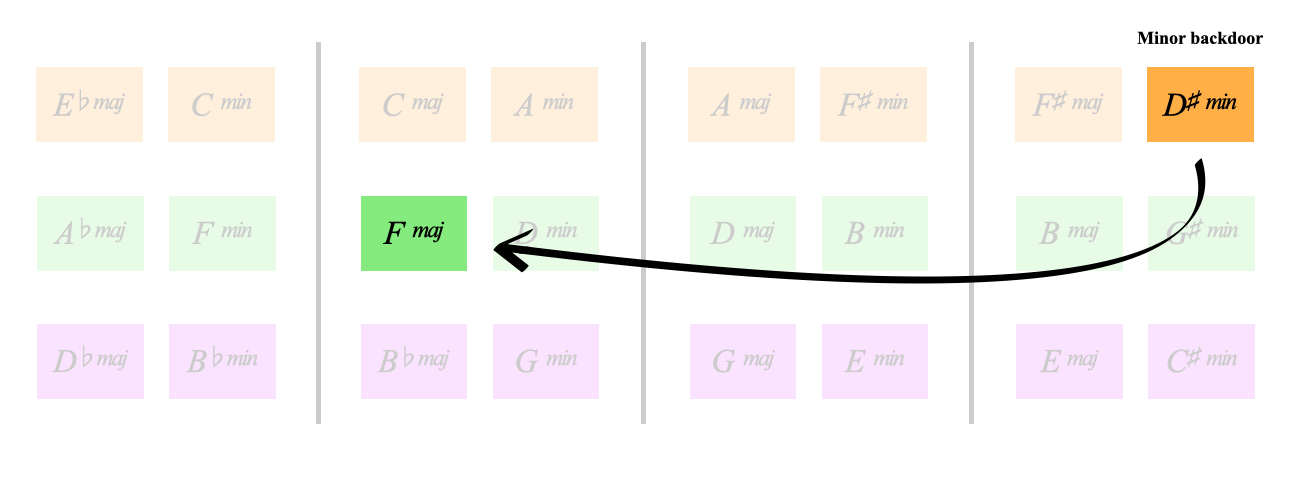 Minor backdoor
E♭ maj C min C maj A min A maj F♯ min F♯ maj D♯ min
A♭ maj F min F maj D min D maj B min B maj G♯ min
D♭ maj B♭ min B♭ maj G min G maj E min E maj C♯ min